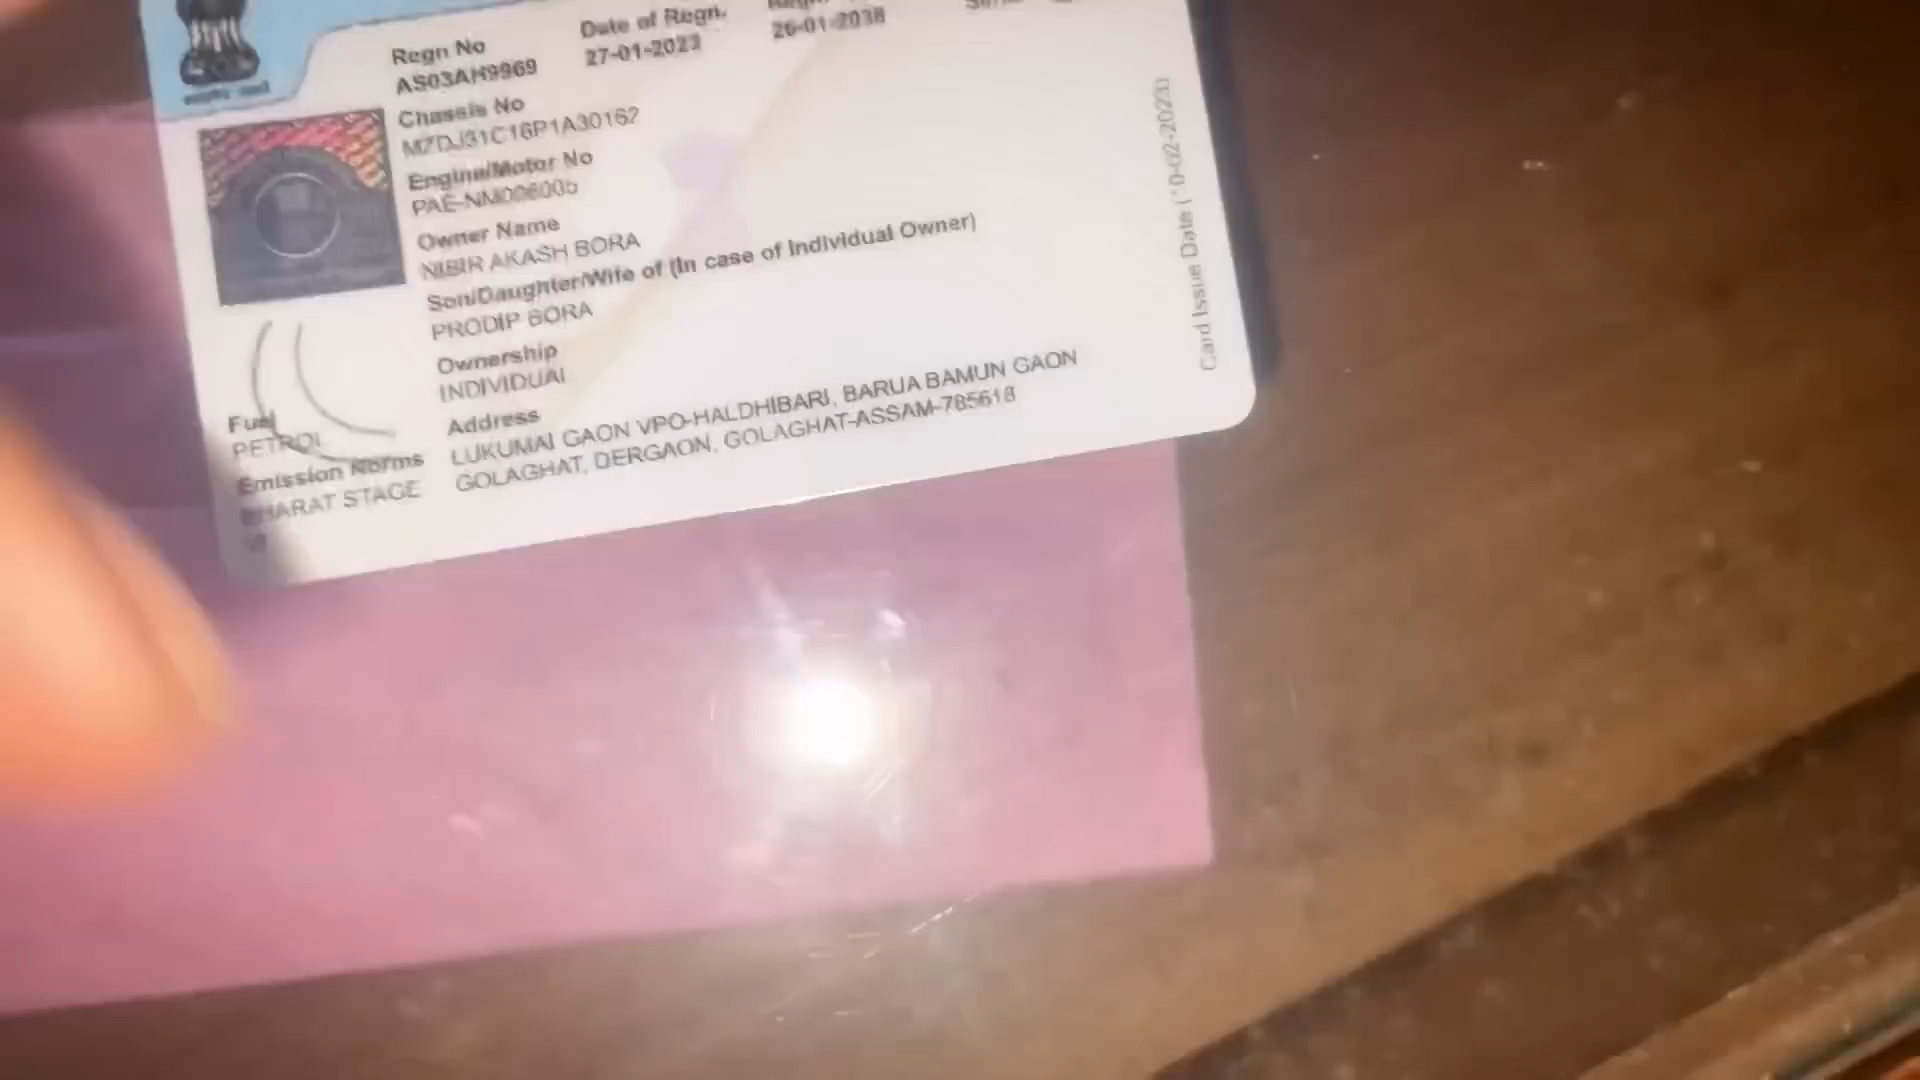 Regn No
AS03AH9969
Date of Regn.
27-01-2023
26-01-2038
Chassis No
MZDJ31C16P1A30162
Engine/Motor No
Owner Name
NIBIR AKASH BORA
Son/Daughter/Wife of (In case of Individual Owner)
PRODIP BORA
Ownership
INDIVIDUAL
Fuel
PETROL
Emission Norms
BHARAT STAGE
VI
Address
LUKUMAI GAON VPO-HALDHIBARI, BARUA BAMUN GAON
GOLAGHAT, DERGAON, GOLAGHAT-ASSAM-785618
Card Issue Date